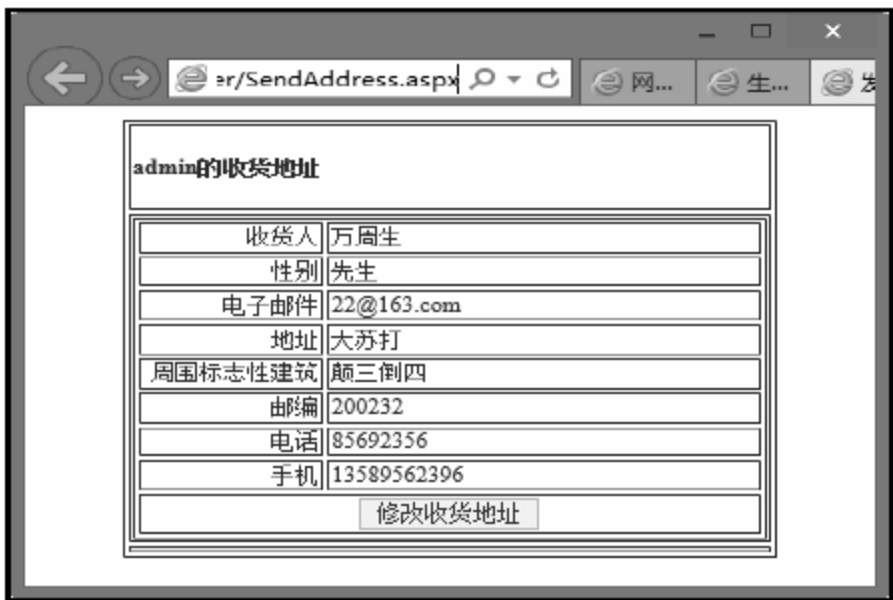 er/SendAddress.aspx
网...
生...
发
admin的收货地址
收货人 万周生
性别 先生
电子邮件 22@163.com
地址 大苏打
周围标志性建筑 颠三倒四
邮编 200232
电话 85692356
手机 13589562396
修改收货地址